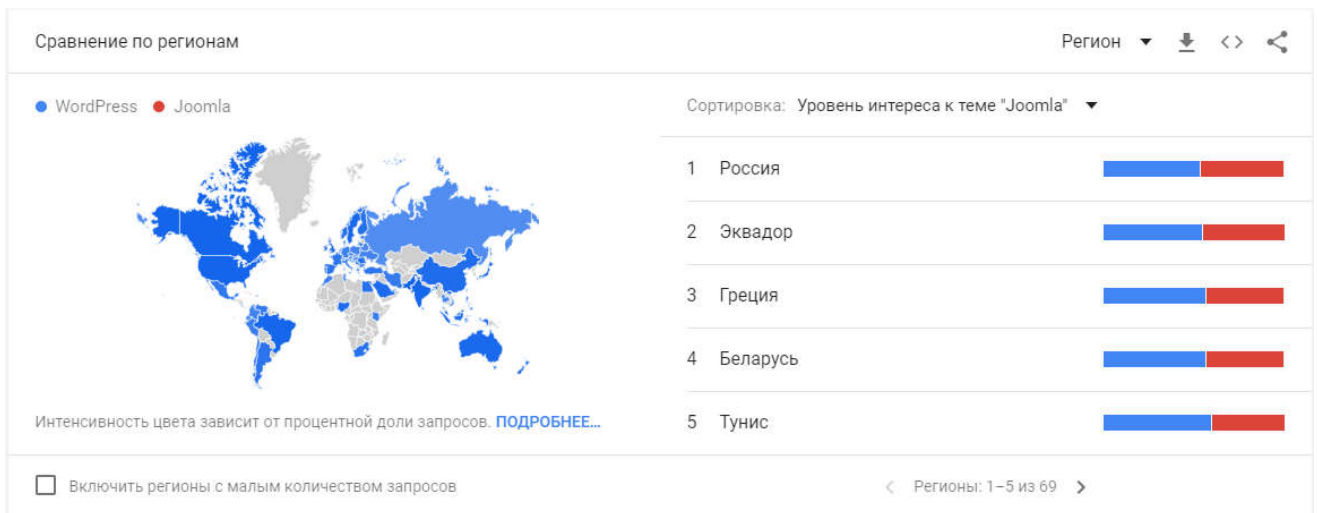 Сравнение по регионам
Регион
WordPress Joomla
Сортировка: Уровень интереса к теме "Joomla"
1 Россия
2 Эквадор
3 Греция
4 Беларусь
5 Тунис
Интенсивность цвета зависит от процентной доли запросов. ПОДРОБНЕЕ...
Включить регионы с малым количеством запросов
Регионы: 1–5 из 69